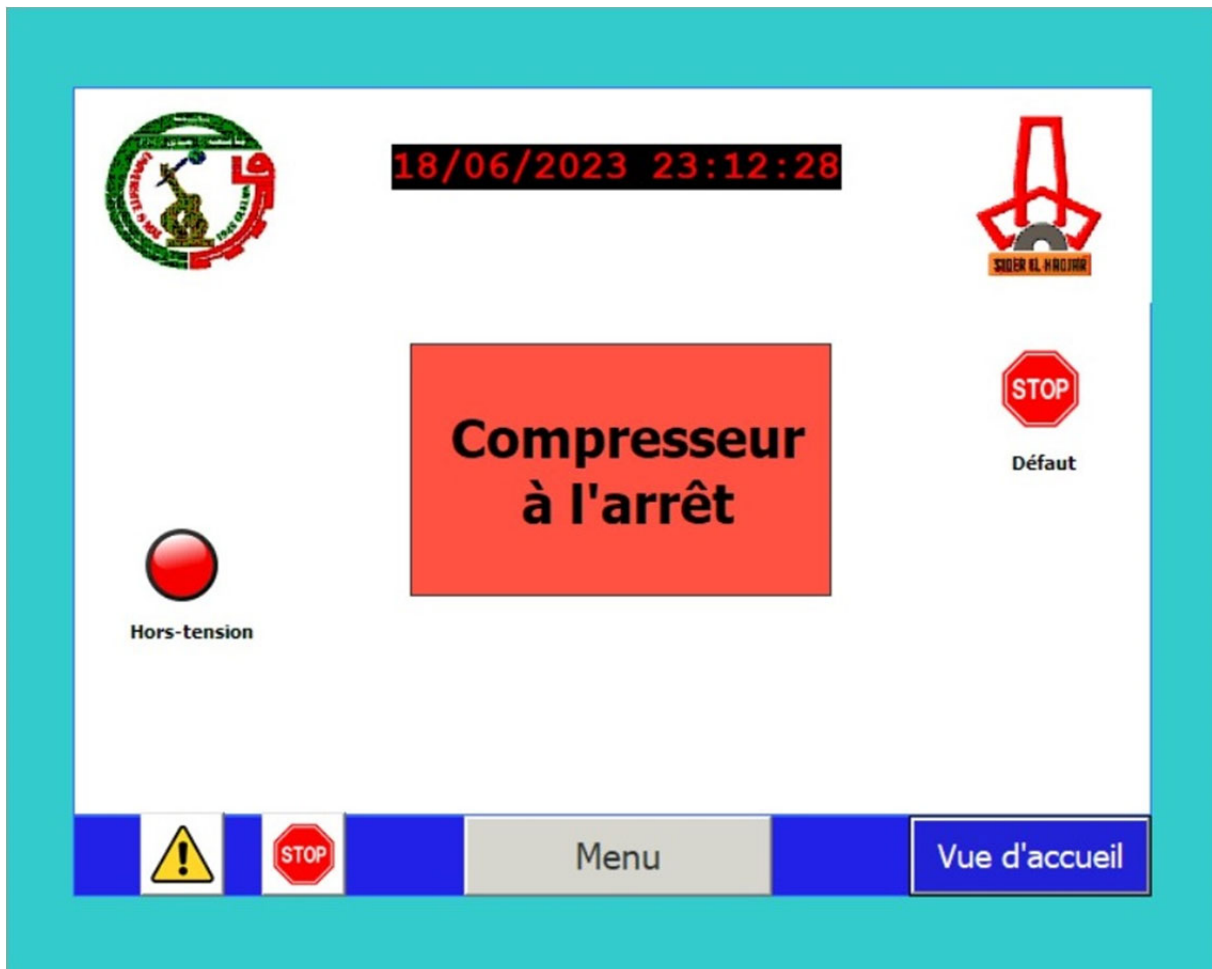 18/06/2023 23:12:28
SIDER EL-HADJAR
STOP
Défaut
Compresseur
à l'arrêt
Hors-tension
STOP
Menu
Vue d'accueil